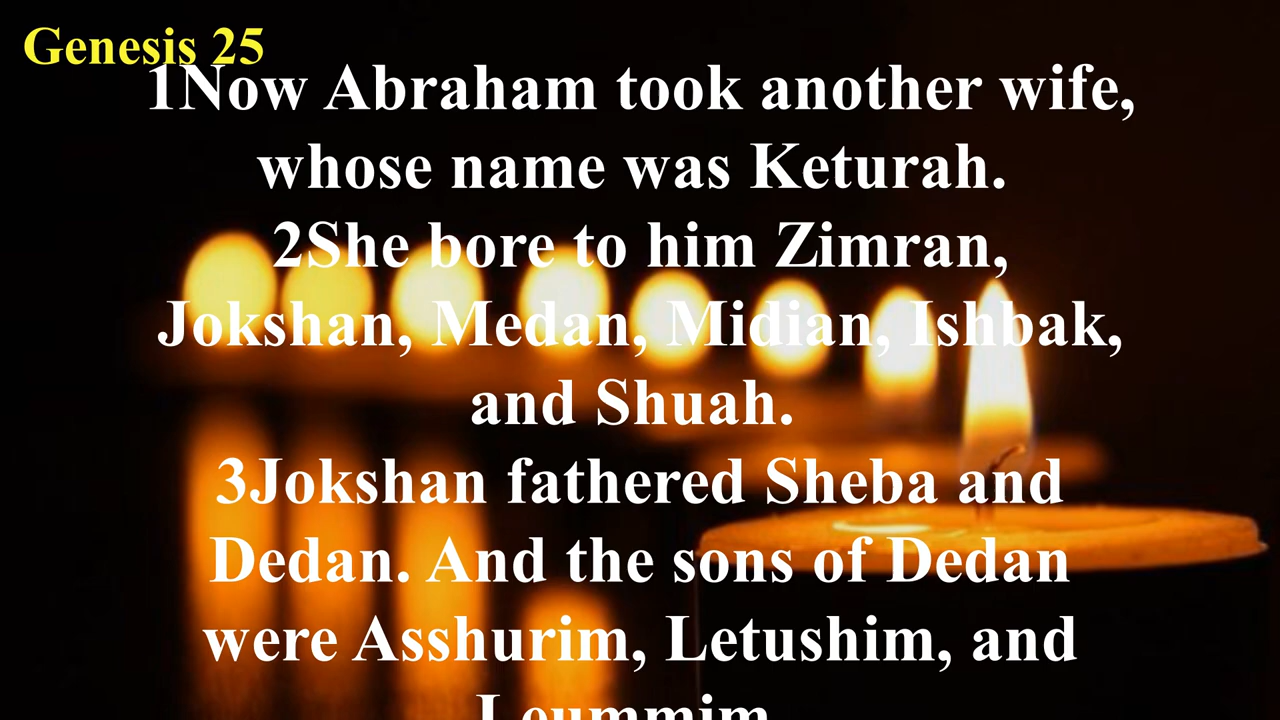 Genesis 25
1Now Abraham took another wife,
whose name was Keturah.
2She bore to him Zimran,
Jokshan, Medan, Midian, Ishbak,
and Shuah.
3Jokshan fathered Sheba and
Dedan. And the sons of Dedan
were Asshurim, Letushim, and
Leummim.